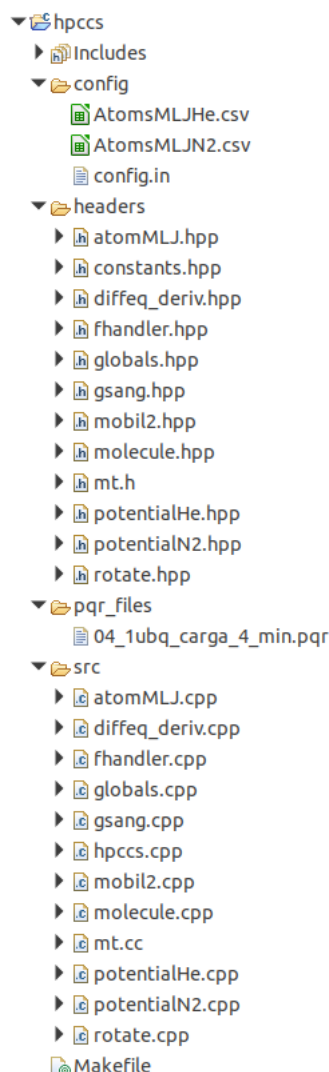 hpccs
Includes
config
AtomsMLJHe.csv
AtomsMLJN2.csv
config.in
headers
atomMLJ.hpp
constants.hpp
diffeq_deriv.hpp
fhandler.hpp
globals.hpp
gsang.hpp
mobil2.hpp
molecule.hpp
mt.h
potentialHe.hpp
potentialN2.hpp
rotate.hpp
pqr_files
04_1ubq_carga_4_min.pqr
src
atomMLJ.cpp
diffeq_deriv.cpp
fhandler.cpp
globals.cpp
gsang.cpp
hpccs.cpp
mobil2.cpp
molecule.cpp
mt.cc
potentialHe.cpp
potentialN2.cpp
rotate.cpp
Makefile